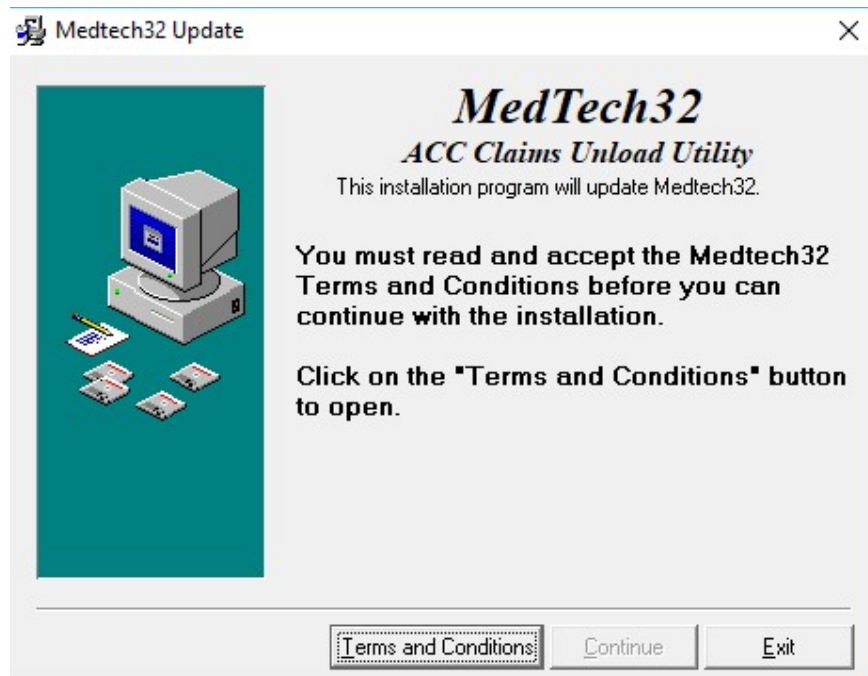 Medtech32 Update
MedTech32
ACC Claims Unload Utility
This installation program will update Medtech32.
You must read and accept the Medtech32
Terms and Conditions before you can
continue with the installation.
Click on the "Terms and Conditions" button
to open.
Terms and Conditions
Continue
Exit